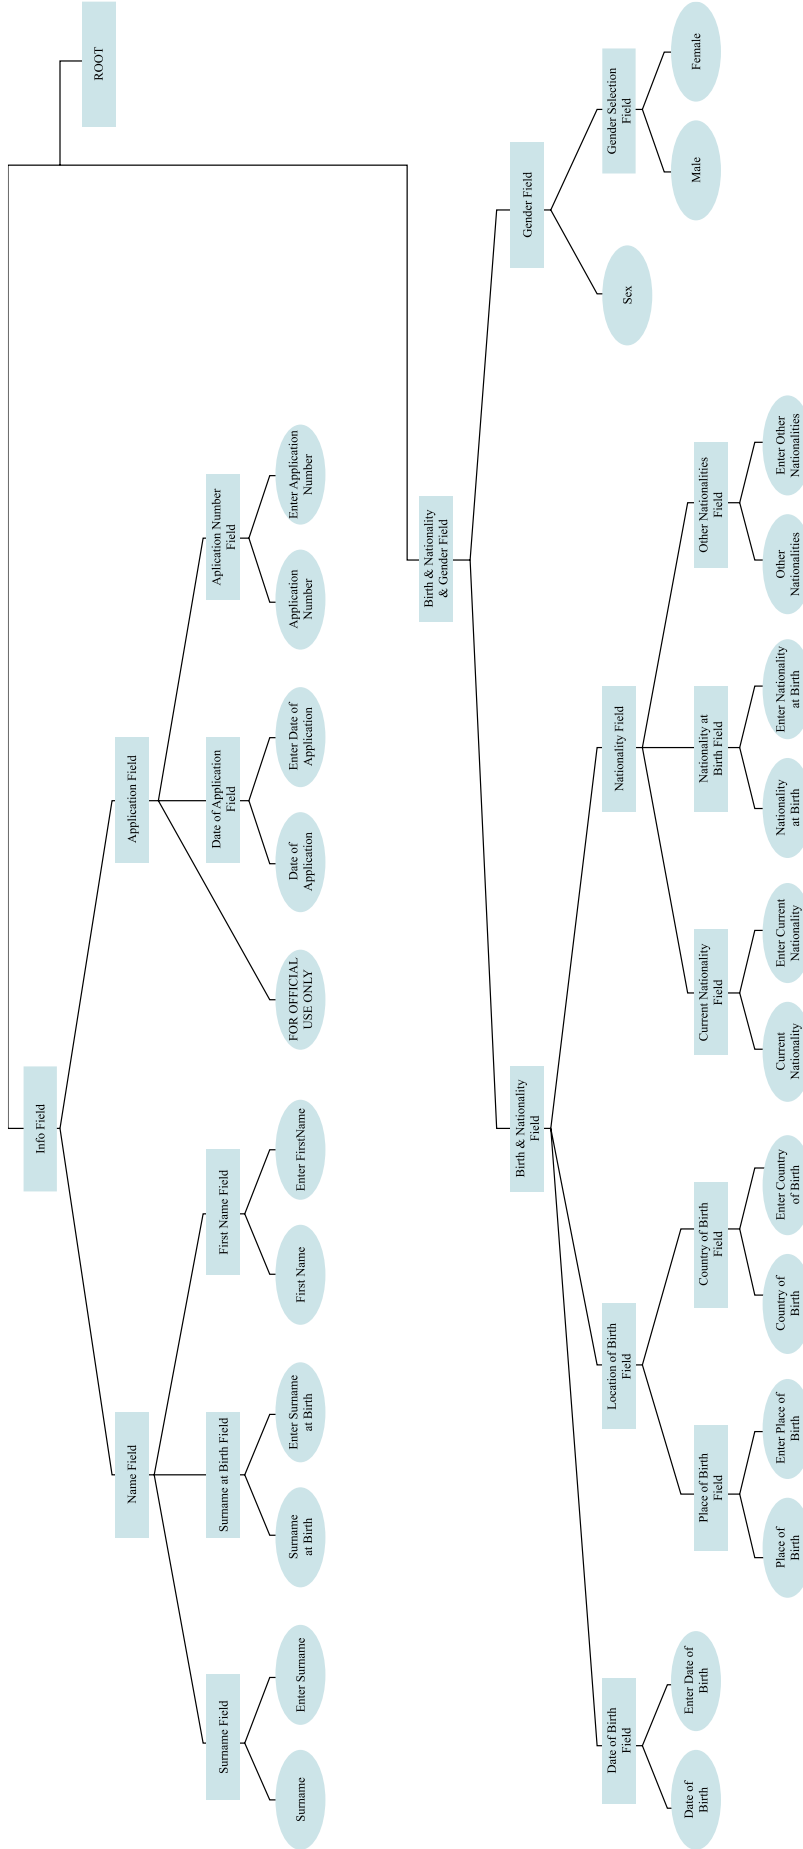 ROOT
Info Field
Name Field
Application Field
Surname Field
Surname at Birth Field
First Name Field
Date of Application
Field
Aplication Number
Field
Surname
Enter Surname
Surname
at Birth
Enter Surname
at Birth
First Name
Enter FirstName
FOR OFFICIAL
USE ONLY
Date of
Application
Enter Date of
Application
Application
Number
Enter Application
Number
Birth & Nationality
& Gender Field
Birth & Nationality
Field
Gender Field
Date of Birth
Field
Location of Birth
Field
Nationality Field
Sex
Gender Selection
Field
Date of
Birth
Enter Date of
Birth
Place of Birth
Field
Country of Birth
Field
Current Nationality
Field
Nationality at
Birth Field
Other Nationalities
Field
Male
Female
Place of
Birth
Enter Place of
Birth
Country of
Birth
Enter Country
of Birth
Current
Nationality
Enter Current
Nationality
Nationality
at Birth
Enter Nationality
at Birth
Other
Nationalities
Enter Other
Nationalities